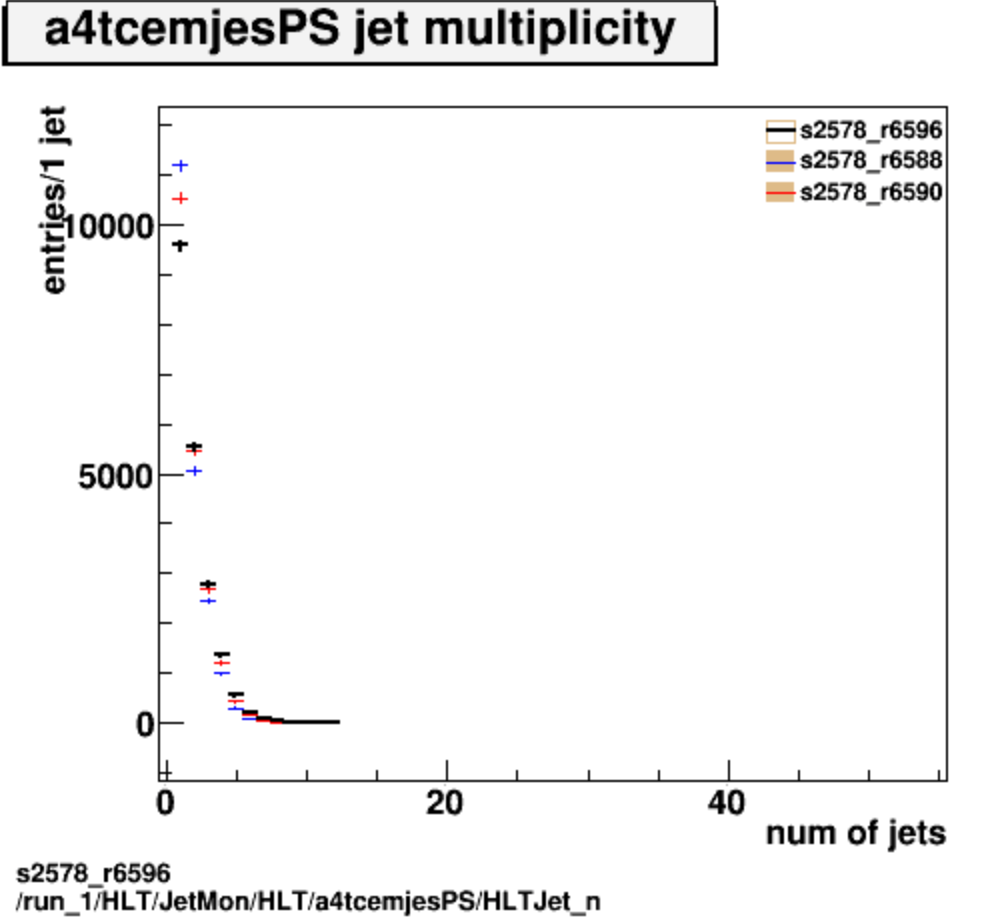 a4tcemjesPS jet multiplicity
entries/1 jet
s2578_r6596
s2578_r6588
s2578_r6590
10000
5000
0
0 20 40
num of jets
s2578_r6596
/run_1/HLT/JetMon/HLT/a4tcemjesPS/HLTJet_n